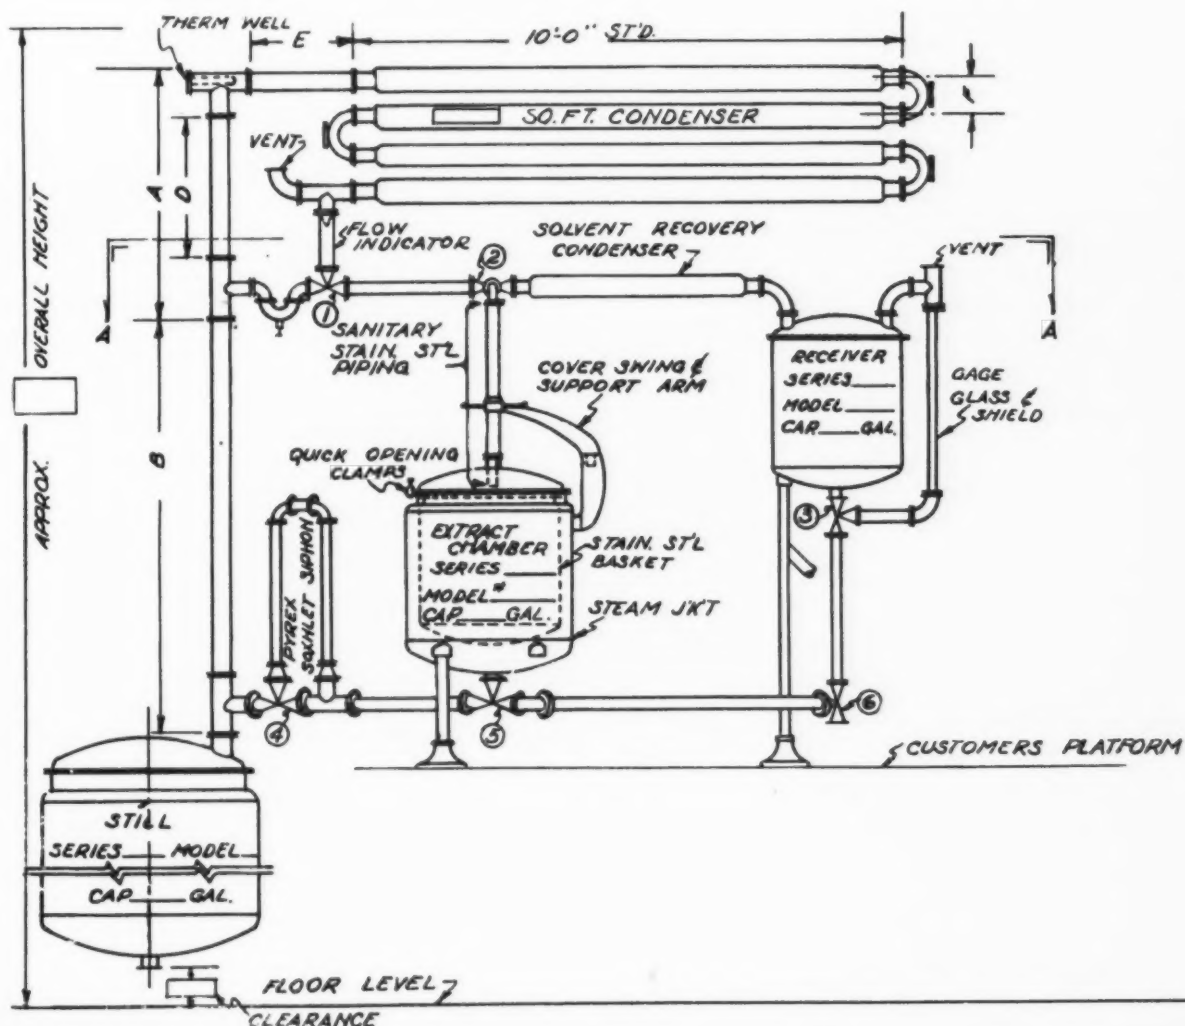 THERM WELL
E
10'-0" ST'D.
SQ. FT. CONDENSER
VENT
F
A
D
OVERALL HEIGHT
FLOW
INDICATOR
SOLVENT RECOVERY
CONDENSER
VENT
②
①
A
A
SANITARY
STAIN. ST'L
PIPING
COVER SWING &
SUPPORT ARM
RECEIVER
SERIES
MODEL
CAP GAL.
GAGE
GLASS &
SHIELD
B
APPROX.
QUICK OPENING
CLAMPS
③
EXTRACT
CHAMBER
SERIES
MODEL #
CAP GAL.
STAIN. ST'L
BASKET
STEAM JK'T
PYREX
SOXHLET SIPHON
④
⑤
⑥
CUSTOMERS PLATFORM
STILL
SERIES MODEL
CAP GAL.
FLOOR LEVEL
CLEARANCE